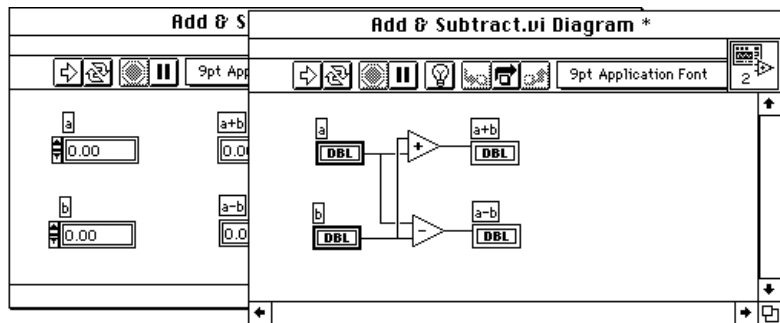 Add & S
Add & Subtract.vi Diagram *
9pt App
9pt Application Font
2
a
0.00
a+b
0.0
b
0.00
a-b
0.0
a
DBL
+
a+b
DBL
b
DBL
-
a-b
DBL